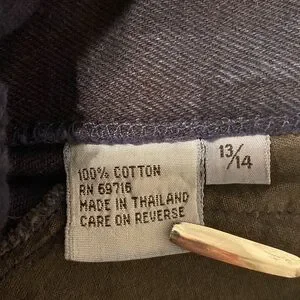 100% COTTON
RN 69716
MADE IN THAILAND
CARE ON REVERSE
13/14